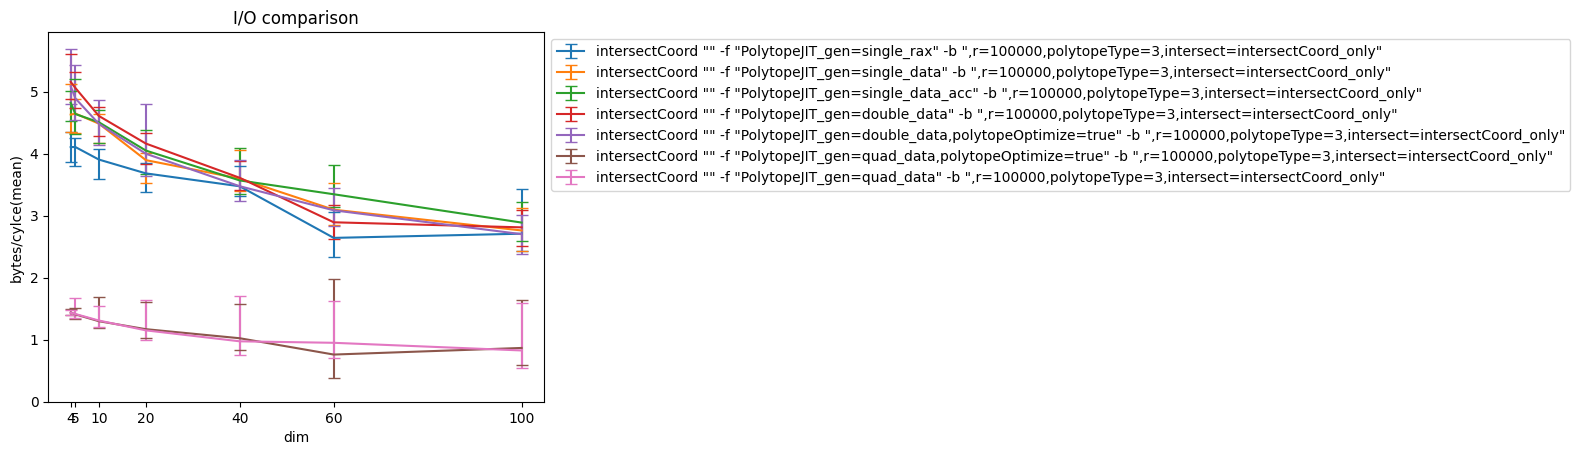 I/O comparison
bytes/cylce(mean)
5
4
3
2
1
0
4 5 10 20 40 60 100
dim
intersectCoord "" -f "PolytopeJIT_gen=single_rax" -b ",r=100000,polytopeType=3,intersect=intersectCoord_only"
intersectCoord "" -f "PolytopeJIT_gen=single_data" -b ",r=100000,polytopeType=3,intersect=intersectCoord_only"
intersectCoord "" -f "PolytopeJIT_gen=single_data_acc" -b ",r=100000,polytopeType=3,intersect=intersectCoord_only"
intersectCoord "" -f "PolytopeJIT_gen=double_data" -b ",r=100000,polytopeType=3,intersect=intersectCoord_only"
intersectCoord "" -f "PolytopeJIT_gen=double_data,polytopeOptimize=true" -b ",r=100000,polytopeType=3,intersect=intersectCoord_only"
intersectCoord "" -f "PolytopeJIT_gen=quad_data,polytopeOptimize=true" -b ",r=100000,polytopeType=3,intersect=intersectCoord_only"
intersectCoord "" -f "PolytopeJIT_gen=quad_data" -b ",r=100000,polytopeType=3,intersect=intersectCoord_only"